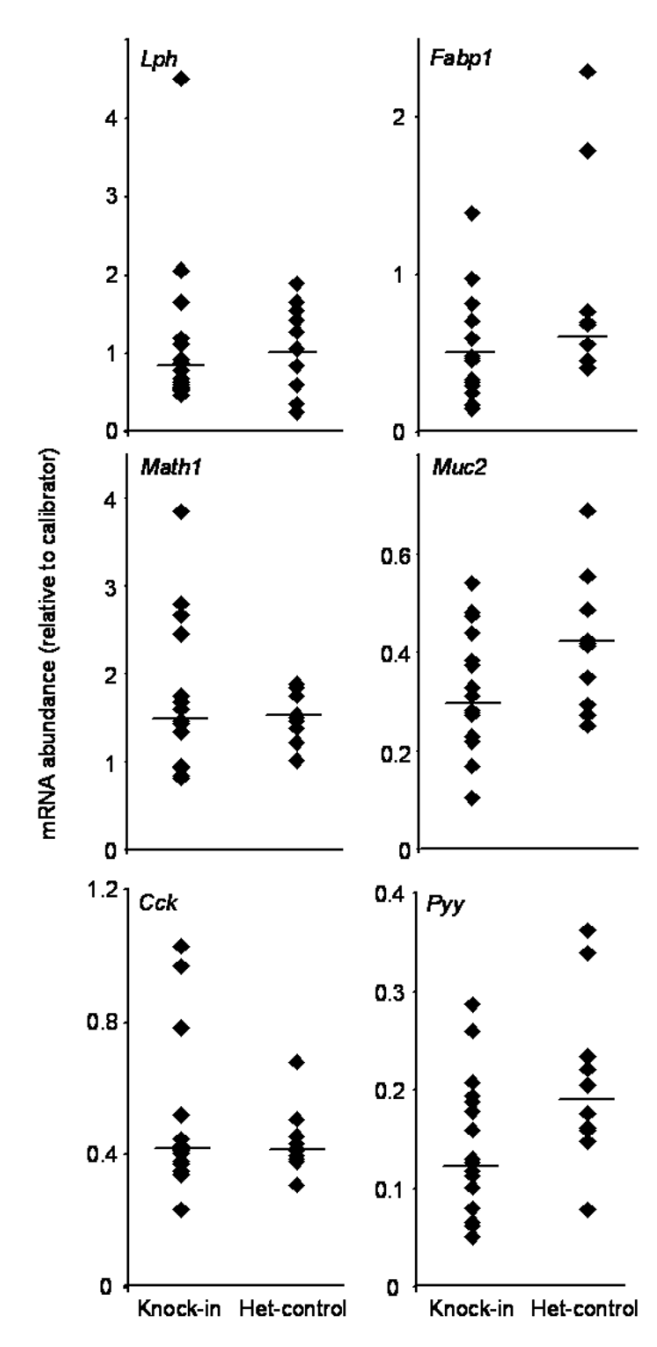 mRNA abundance (relative to calibrator)
Lph
4
3
2
1
0
Fabp1
2
1
0
Math1
4
3
2
1
0
Muc2
0.6
0.4
0.2
0
Cck
1.2
0.8
0.4
0
Knock-in Het-control
Pyy
0.4
0.3
0.2
0.1
0
Knock-in Het-control